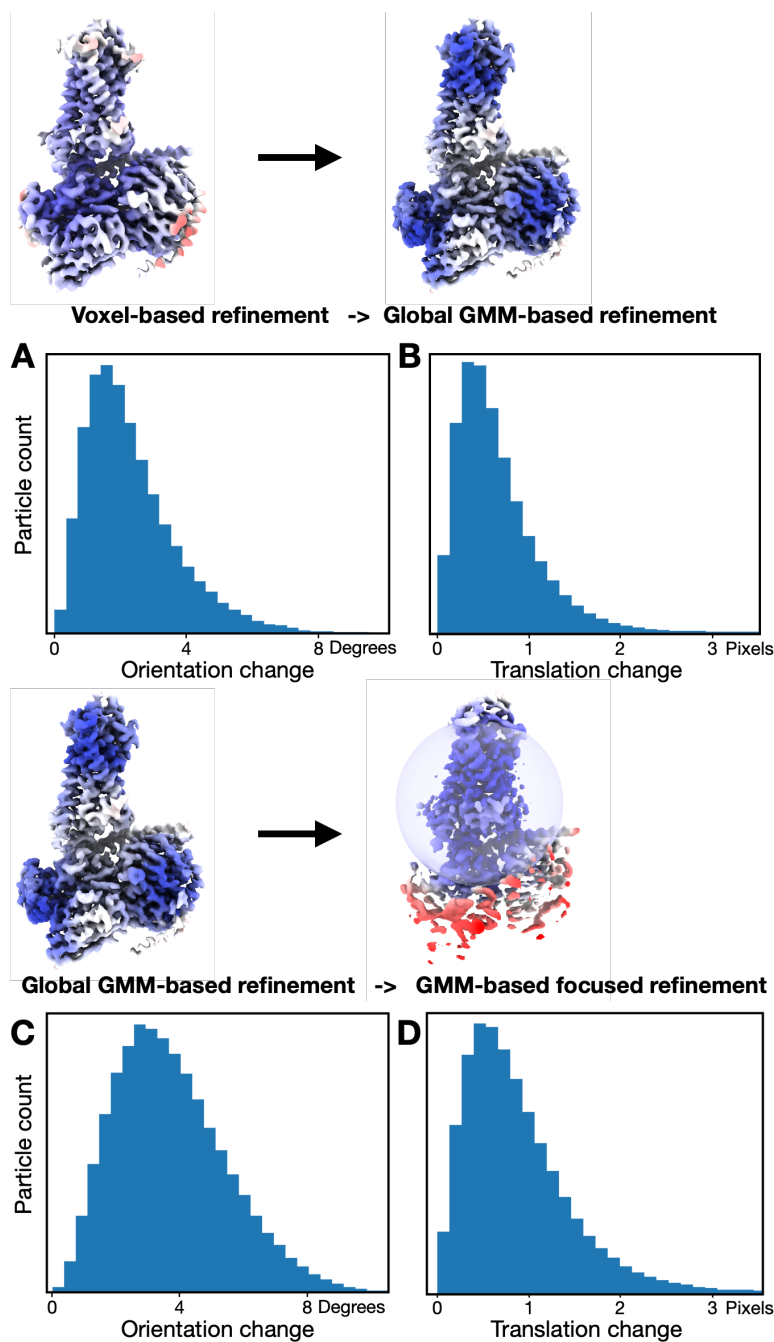 Voxel-based refinement -> Global GMM-based refinement
A
B
Particle count
0 4 8 Degrees
0 1 2 3 Pixels
Orientation change
Translation change
Global GMM-based refinement -> GMM-based focused refinement
C
D
Particle count
0 4 8 Degrees
0 1 2 3 Pixels
Orientation change
Translation change